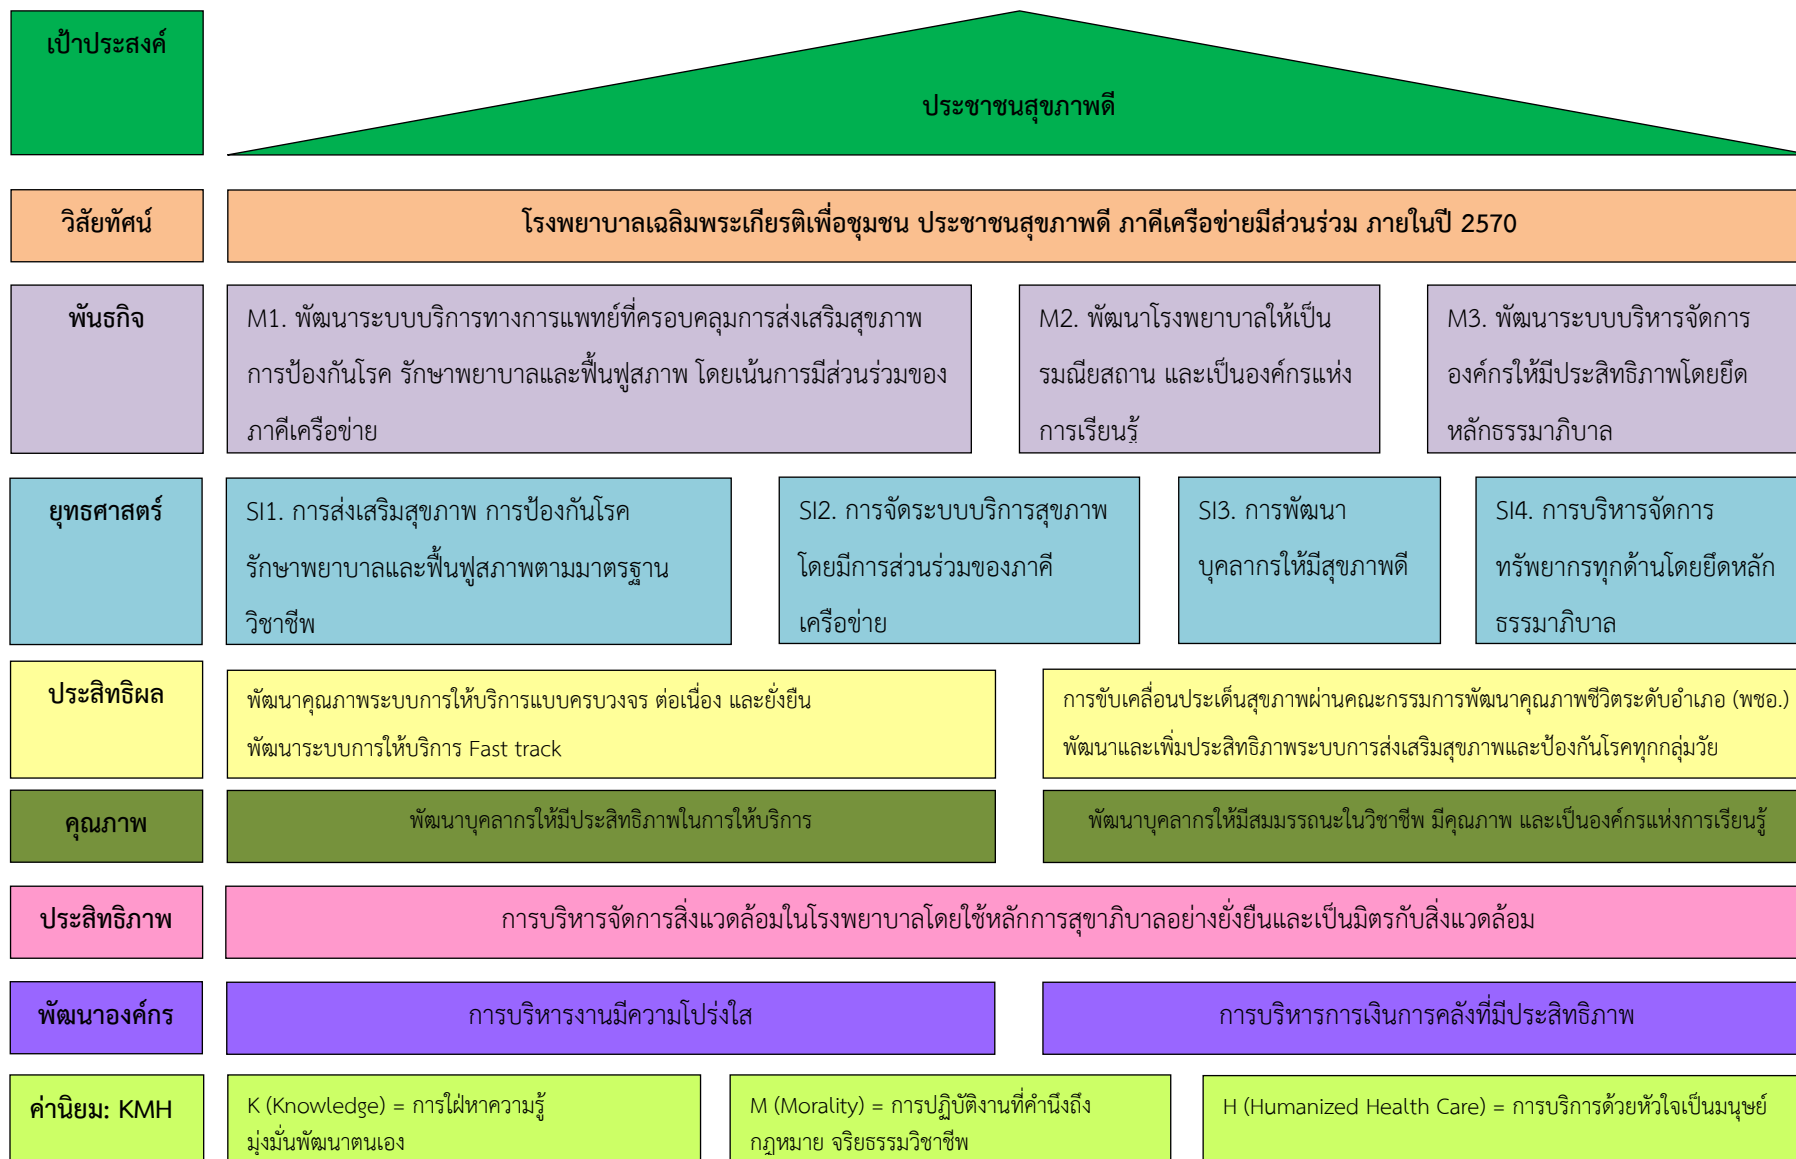 เป้าประสงค์
ประชาชนสุขภาพดี
วิสัยทัศน์
โรงพยาบาลเฉลิมพระเกียรติเพื่อชุมชน ประชาชนสุขภาพดี ภาคีเครือข่ายมีส่วนร่วม ภายในปี 2570
พันธกิจ
M1. พัฒนาระบบบริการทางการแพทย์ที่ครอบคลุมการส่งเสริมสุขภาพ
การป้องกันโรค รักษาพยาบาลและฟื้นฟูสภาพ โดยเน้นการมีส่วนร่วมของ
ภาคีเครือข่าย
M2. พัฒนาโรงพยาบาลให้เป็น
รมณียสถาน และเป็นองค์กรแห่ง
การเรียนรู้
M3. พัฒนาระบบบริหารจัดการ
องค์กรให้มีประสิทธิภาพโดยยึด
หลักธรรมาภิบาล
ยุทธศาสตร์
SI1. การส่งเสริมสุขภาพ การป้องกันโรค
รักษาพยาบาลและฟื้นฟูสภาพตามมาตรฐาน
วิชาชีพ
SI2. การจัดระบบบริการสุขภาพ
โดยมีการส่วนร่วมของภาคี
เครือข่าย
SI3. การพัฒนา
บุคลากรให้มีสุขภาพดี
SI4. การบริหารจัดการ
ทรัพยากรทุกด้านโดยยึดหลัก
ธรรมาภิบาล
ประสิทธิผล
พัฒนาคุณภาพระบบการให้บริการแบบครบวงจร ต่อเนื่อง และยั่งยืน
พัฒนาระบบการให้บริการ Fast track
การขับเคลื่อนประเด็นสุขภาพผ่านคณะกรรมการพัฒนาคุณภาพชีวิตระดับอำเภอ (พชอ.)
พัฒนาและเพิ่มประสิทธิภาพระบบการส่งเสริมสุขภาพและป้องกันโรคทุกกลุ่มวัย
คุณภาพ
พัฒนาบุคลากรให้มีประสิทธิภาพในการให้บริการ
พัฒนาบุคลากรให้มีสมมรรถนะในวิชาชีพ มีคุณภาพ และเป็นองค์กรแห่งการเรียนรู้
ประสิทธิภาพ
การบริหารจัดการสิ่งแวดล้อมในโรงพยาบาลโดยใช้หลักการสุขาภิบาลอย่างยั่งยืนและเป็นมิตรกับสิ่งแวดล้อม
พัฒนาองค์กร
การบริหารงานมีความโปร่งใส
การบริหารการเงินการคลังที่มีประสิทธิภาพ
ค่านิยม: KMH
K (Knowledge) = การใฝ่หาความรู้
มุ่งมั่นพัฒนาตนเอง
M (Morality) = การปฏิบัติงานที่คำนึงถึง
กฎหมาย จริยธรรมวิชาชีพ
H (Humanized Health Care) = การบริการด้วยหัวใจเป็นมนุษย์